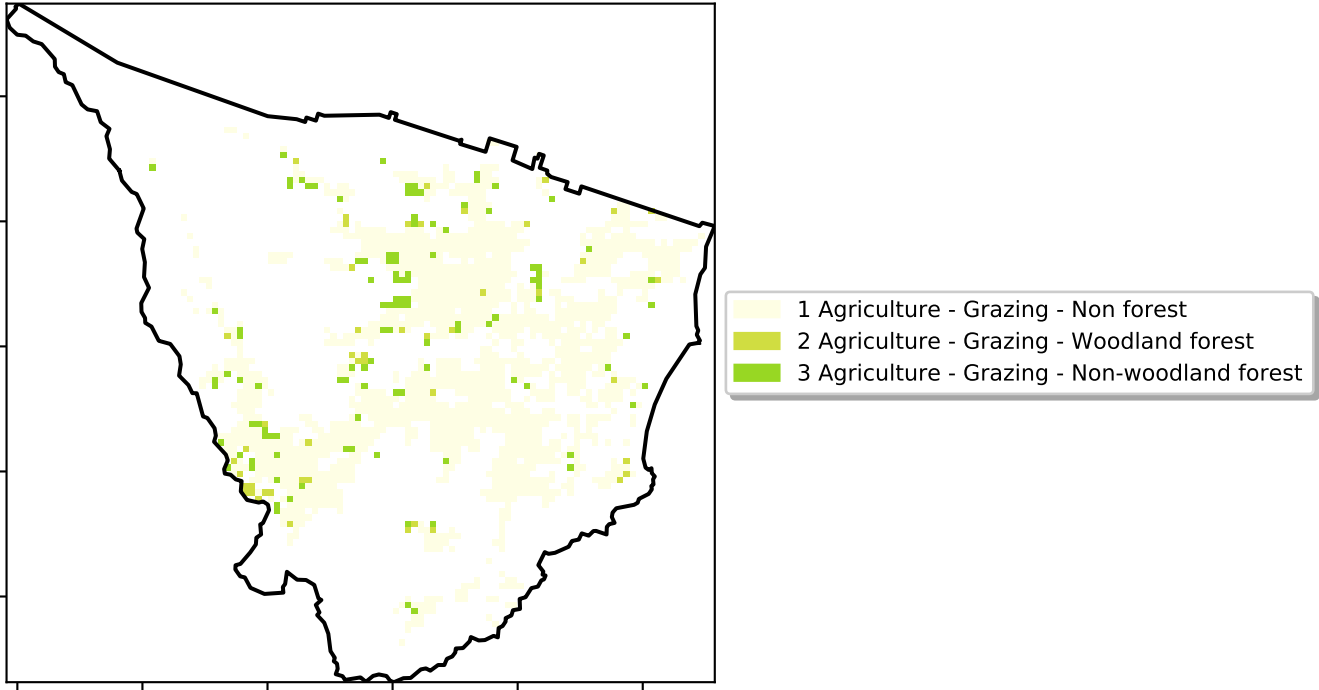 1 Agriculture - Grazing - Non forest
2 Agriculture - Grazing - Woodland forest
3 Agriculture - Grazing - Non-woodland forest